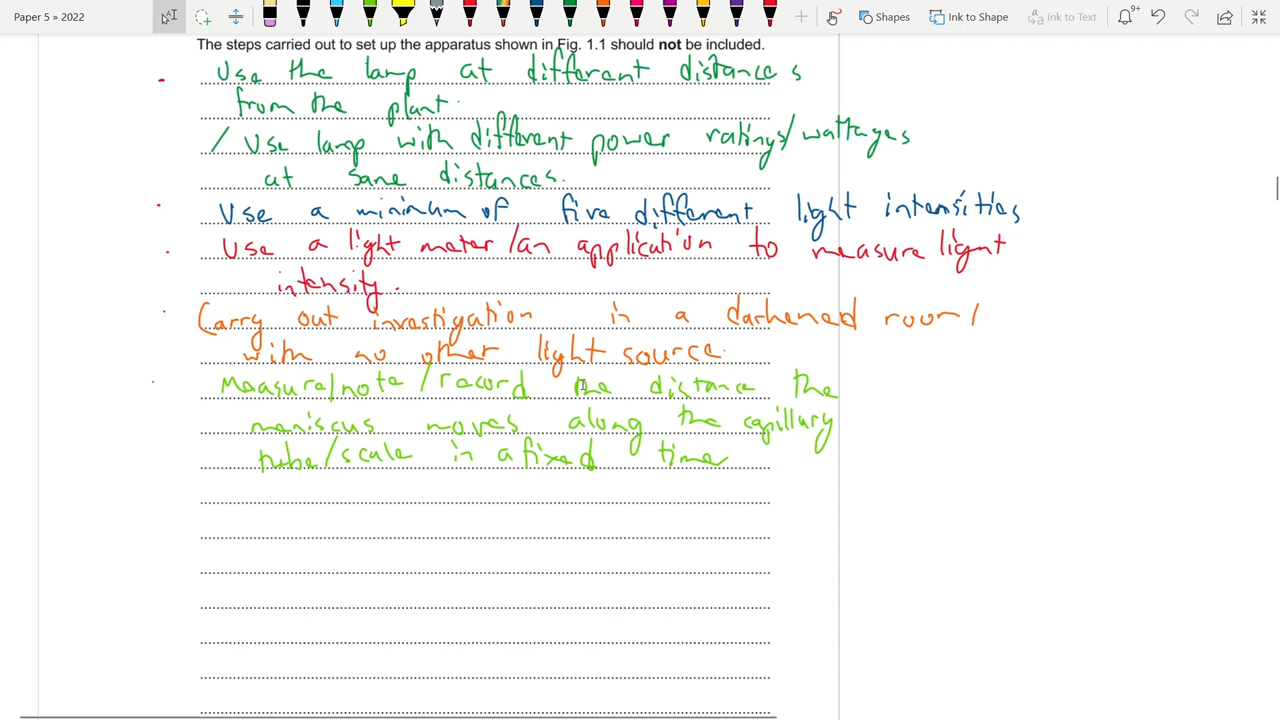 Paper 5 » 2022
Shapes
Ink to Shape
Ink to Text
9+
The steps carried out to set up the apparatus shown in Fig. 1.1 should not be included.
Use the lamp at different distances
from the plant.
/ Use lamp with different power ratings/wattages
at same distances.
Use a minimum of five different light intensities
Use a light meter/an application to measure light
intensity.
Carry out investigation in a darkened room/
with no other light source.
Measure/note/record the distance the
meniscus moves along the capillary
tube/scale in a fixed time